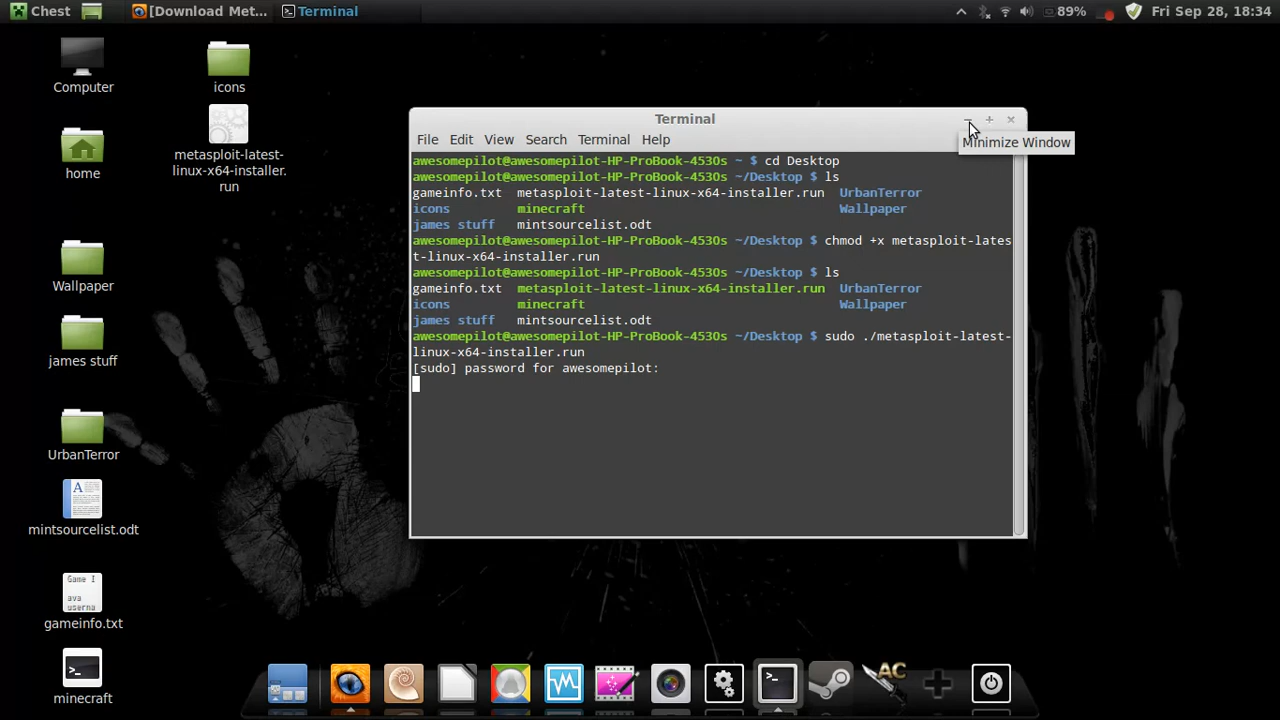 Chest
[Download Met...
Terminal
89%
Fri Sep 28, 18:34
Computer
icons
home
metasploit-latest-
linux-x64-installer.
run
Wallpaper
james stuff
UrbanTerror
mintsourcelist.odt
Game I
ava
userna
gameinfo.txt
minecraft
Terminal
Minimize Window
File Edit View Search Terminal Help
awesomepilot@awesomepilot-HP-ProBook-4530s ~ $ cd Desktop
awesomepilot@awesomepilot-HP-ProBook-4530s ~/Desktop $ ls
gameinfo.txt metasploit-latest-linux-x64-installer.run UrbanTerror
icons minecraft Wallpaper
james stuff mintsourcelist.odt
awesomepilot@awesomepilot-HP-ProBook-4530s ~/Desktop $ chmod +x metasploit-lates
t-linux-x64-installer.run
awesomepilot@awesomepilot-HP-ProBook-4530s ~/Desktop $ ls
gameinfo.txt metasploit-latest-linux-x64-installer.run UrbanTerror
icons minecraft Wallpaper
james stuff mintsourcelist.odt
awesomepilot@awesomepilot-HP-ProBook-4530s ~/Desktop $ sudo ./metasploit-latest-
linux-x64-installer.run
[sudo] password for awesomepilot:
AC